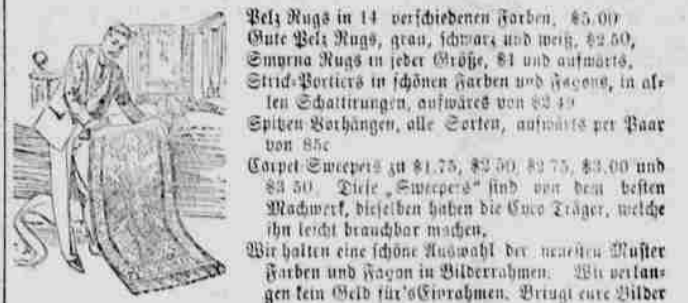 Pelz Rugs in 14 verschiedenen Farben, $5.00
Gute Pelz Rugs, grau, schwarz und weiß, $2.50,
Smyrna Rugs in jeder Größe, $1 und aufwärts,
Strick-Portiers in schönen Farben und Façons, in al-
len Schattirungen, aufwäres von $2.49
Spitzen Vorhängen, alle Sorten, aufwärts per Paar
von 85c
Carpet Sweepers zu $1.75, $2.50, $2.75, $3.00 und
$3.50. Diese „Sweepers“ sind von dem besten
Machwerk, dieselben haben die Cyco Träger, welche
ihn leicht brauchbar machen.
Wir halten eine schöne Auswahl der neuesten Muster
Farben und Façon in Bilderrahmen. Wir verlan-
gen kein Geld für's Einrahmen. Bringt eure Bilder